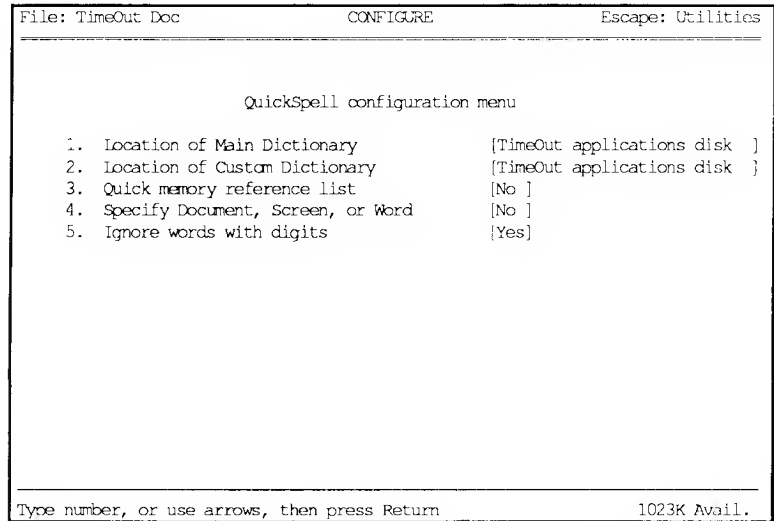 File: TimeOut Doc CONFIGURE Escape: Utilities
QuickSpell configuration menu
1. Location of Main Dictionary [TimeOut applications disk ]
2. Location of Custom Dictionary [TimeOut applications disk ]
3. Quick memory reference list [No ]
4. Specify Document, Screen, or Word [No ]
5. Ignore words with digits [Yes]
Type number, or use arrows, then press Return 1023K Avail.